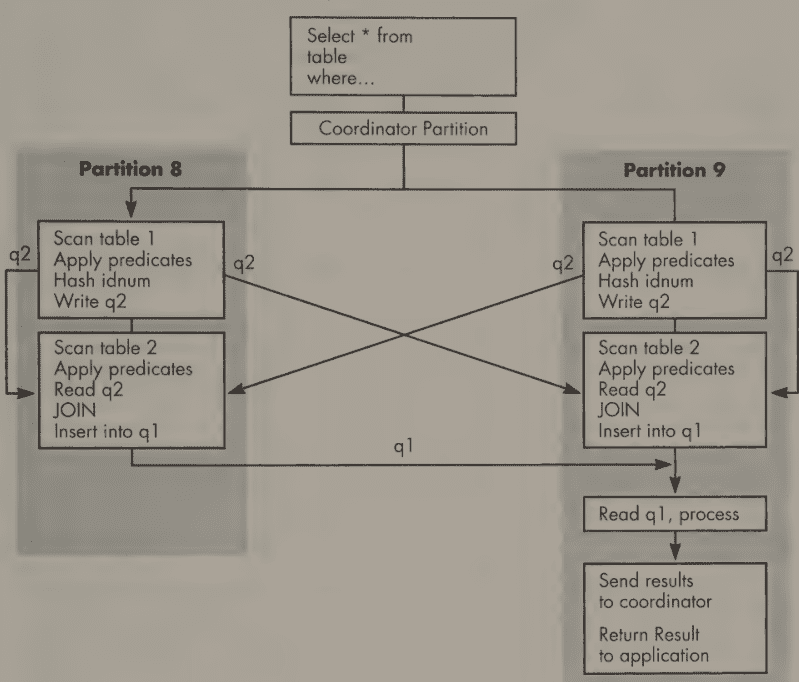 Select * from
table
where...
Coordinator Partition
Partition 8
Partition 9
q2
Scan table 1
Apply predicates
Hash idnum
Write q2
q2
q2
Scan table 1
Apply predicates
Hash idnum
Write q2
q2
Scan table 2
Apply predicates
Read q2
JOIN
Insert into q1
Scan table 2
Apply predicates
Read q2
JOIN
Insert into q1
q1
Read q1, process
Send results
to coordinator
Return Result
to application